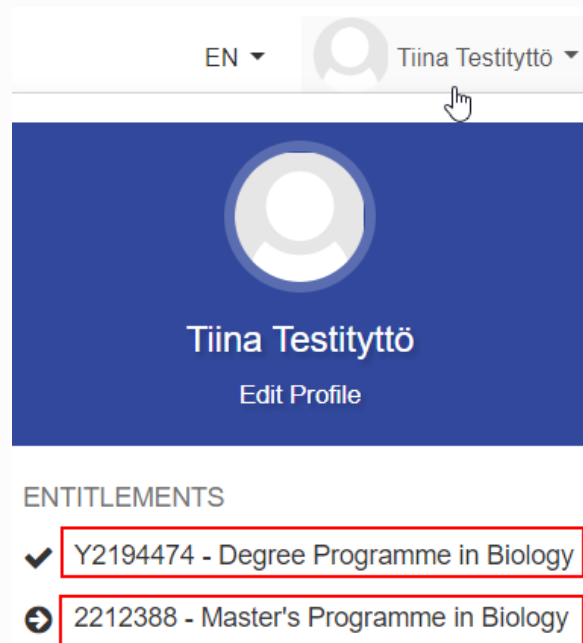 EN Tiina Testityttö
Tiina Testityttö
Edit Profile
ENTITLEMENTS
Y2194474 - Degree Programme in Biology
2212388 - Master's Programme in Biology